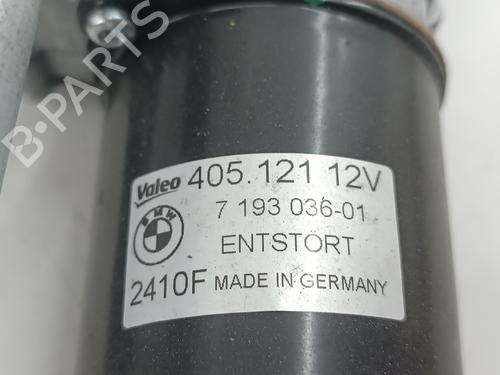 B-PARTS
Valeo 405.121 12V
BMW 7 193 036-01
ENTSTORT
2410F MADE IN GERMANY